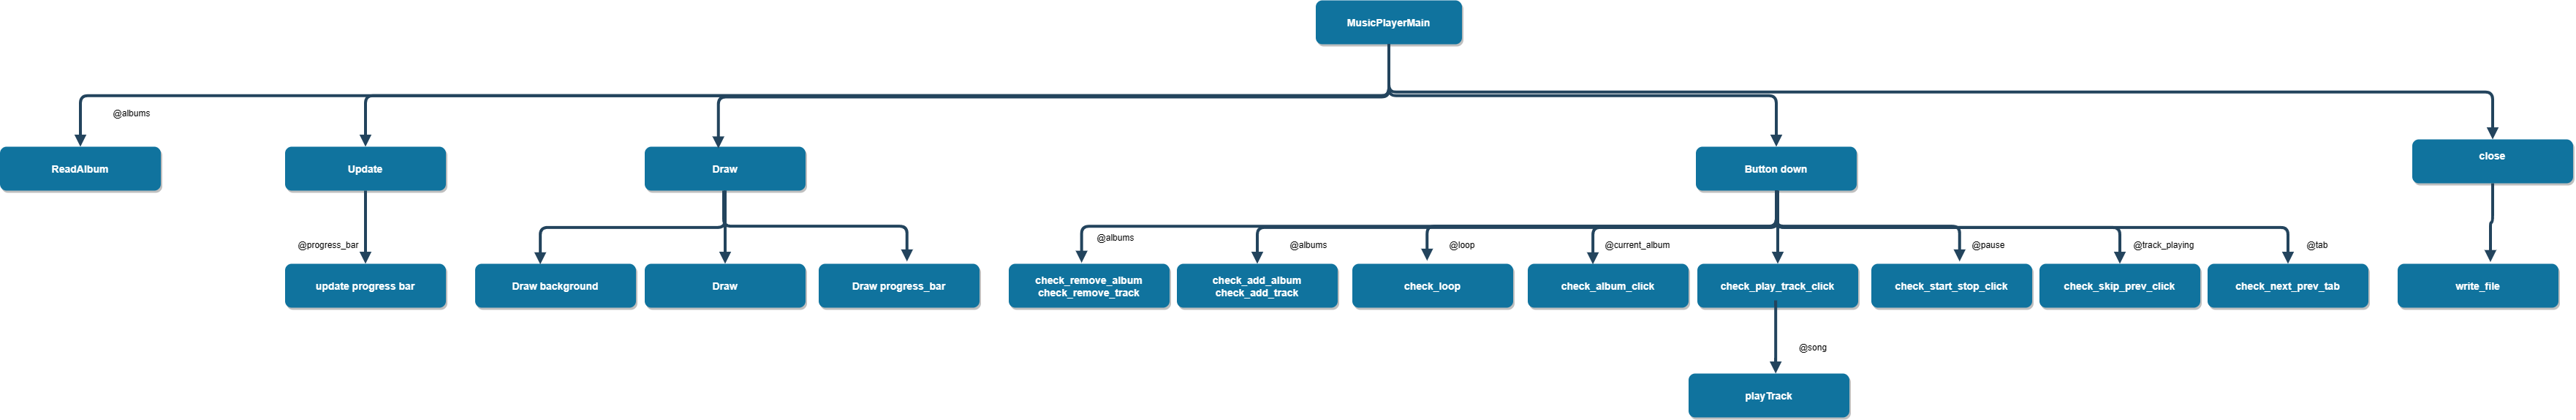 MusicPlayerMain
@albums
ReadAlbum
Update
Draw
Button down
close
@progress_bar
@albums
@albums
@loop
@current_album
@pause
@track_playing
@tab
update progress bar
Draw background
Draw
Draw progress_bar
check_remove_album
check_remove_track
check_add_album
check_add_track
check_loop
check_album_click
check_play_track_click
check_start_stop_click
check_skip_prev_click
check_next_prev_tab
write_file
@song
playTrack